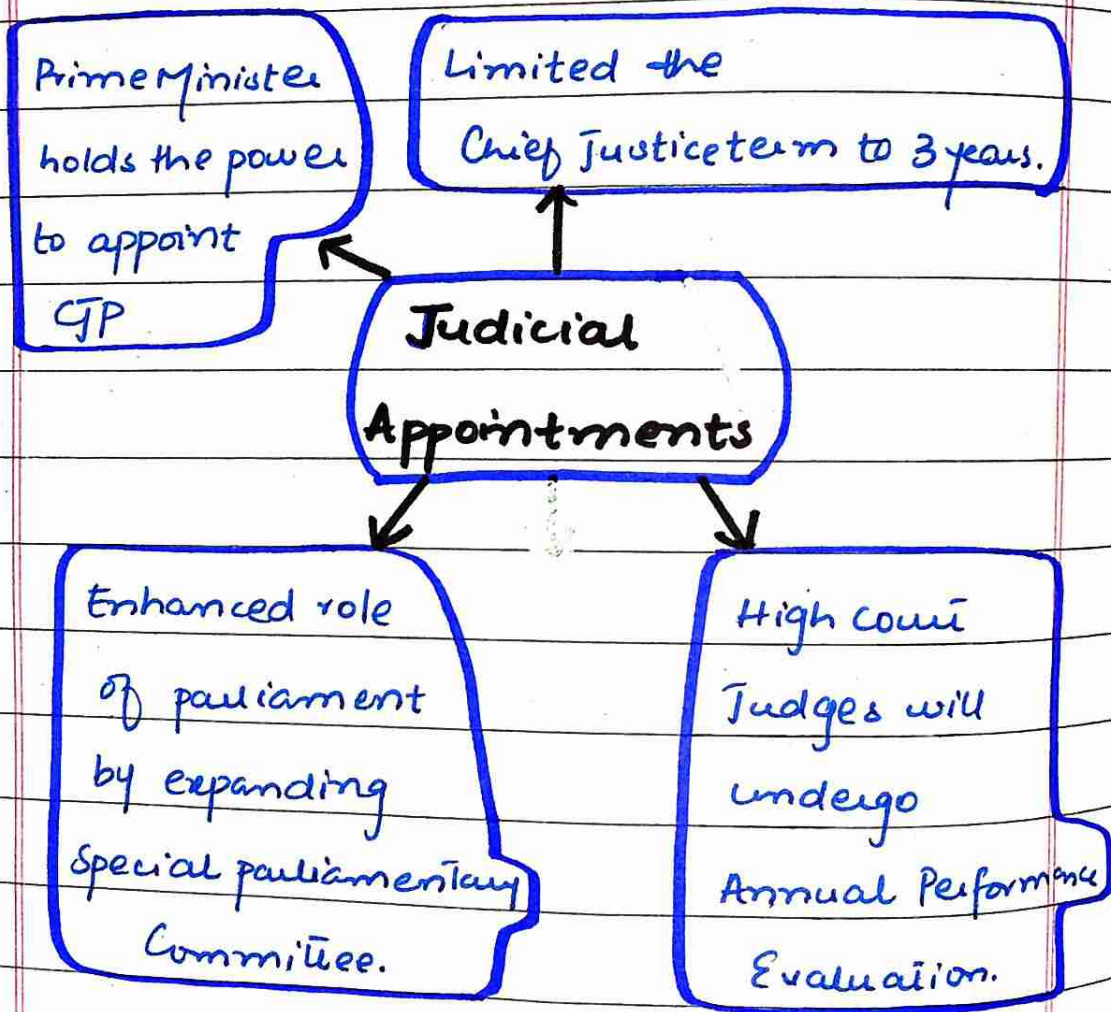 Prime Minister
holds the power
to appoint
CJP
Limited the
Chief Justice term to 3 years.
Judicial
Appointments
Enhanced role
of parliament
by expanding
Special parliamentary
Committee.
High court
Judges will
undergo
Annual Performance
Evaluation.